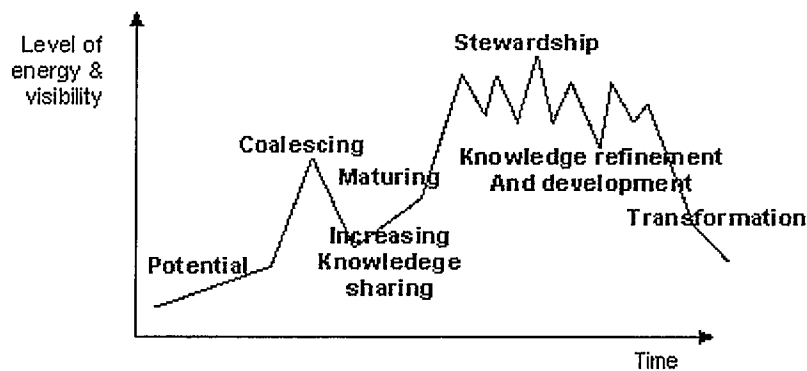 Level of
energy &
visibility
Stewardship
Coalescing
Maturing
Knowledge refinement
And development
Transformation
Increasing
Knowledege
sharing
Potential
Time